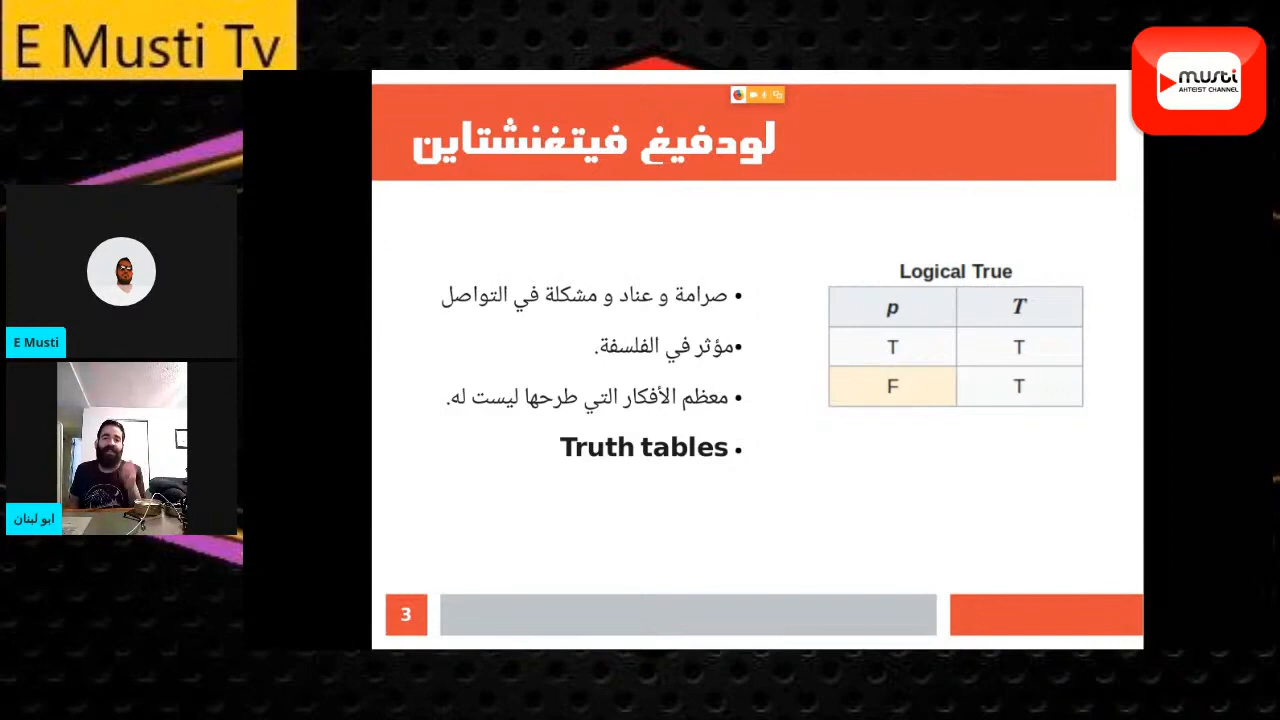 E Musti Tv
musti
AHTEIST CHANNEL
لودفيغ فيتغنشتاين
• صرامة و عناد و مشكلة في التواصل
•مؤثر في الفلسفة.
• معظم الأفكار التي طرحها ليست له.
• Truth tables
Logical True
p T
T T
F T
E Musti
ابو لبنان
3